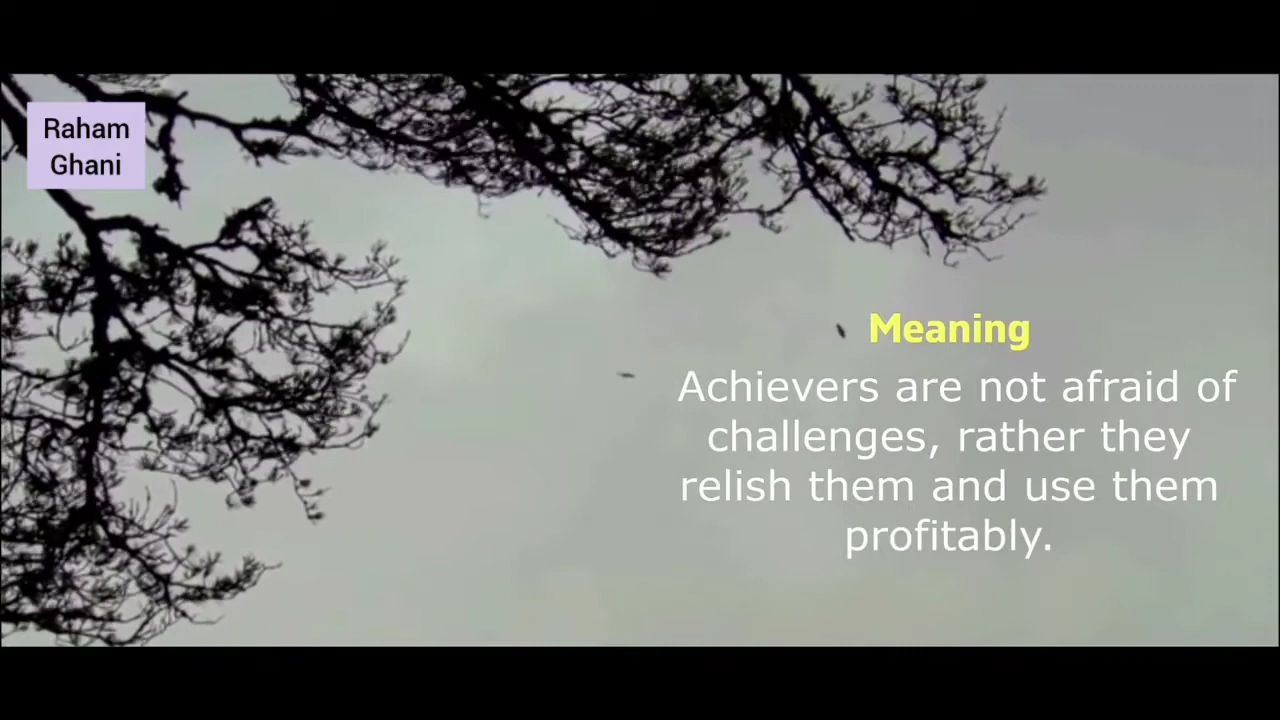 Raham
Ghani
Meaning
Achievers are not afraid of
challenges, rather they
relish them and use them
profitably.